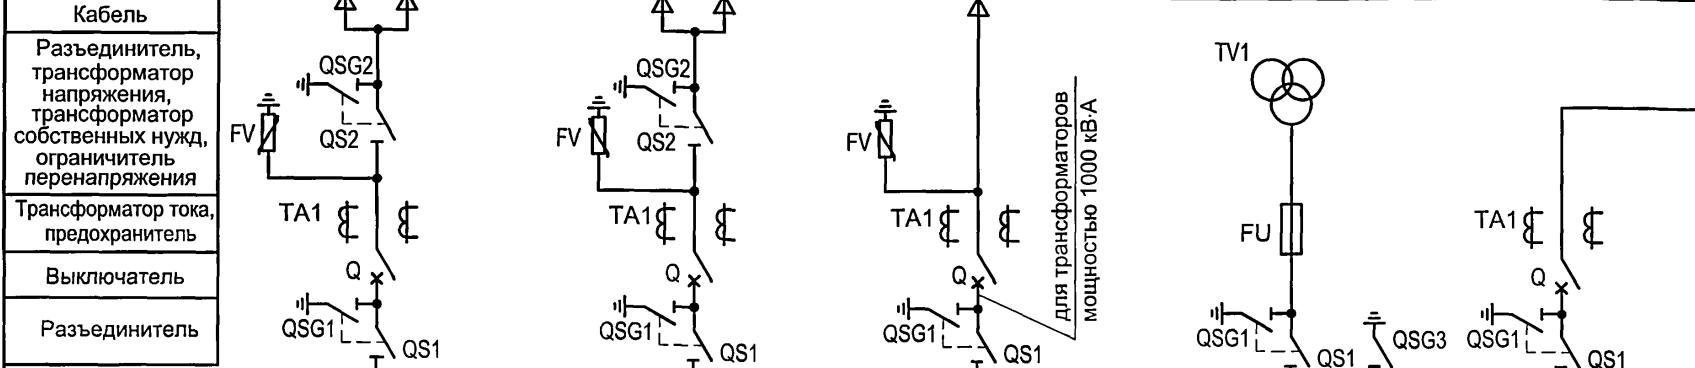 Кабель
Разъединитель,
трансформатор
напряжения,
трансформатор
собственных нужд,
ограничитель
перенапряжения
Трансформатор тока,
предохранитель
Выключатель
Разъединитель
QSG2
FV
QS2
TA1
Q
QSG1
QS1
QSG2
FV
QS2
TA1
Q
QSG1
QS1
FV
TA1
Q
QSG1
QS1
для трансформаторов
мощностью 1000 кВ·А
TV1
FU
QSG1
QS1
QSG3
TA1
Q
QSG1
QS1